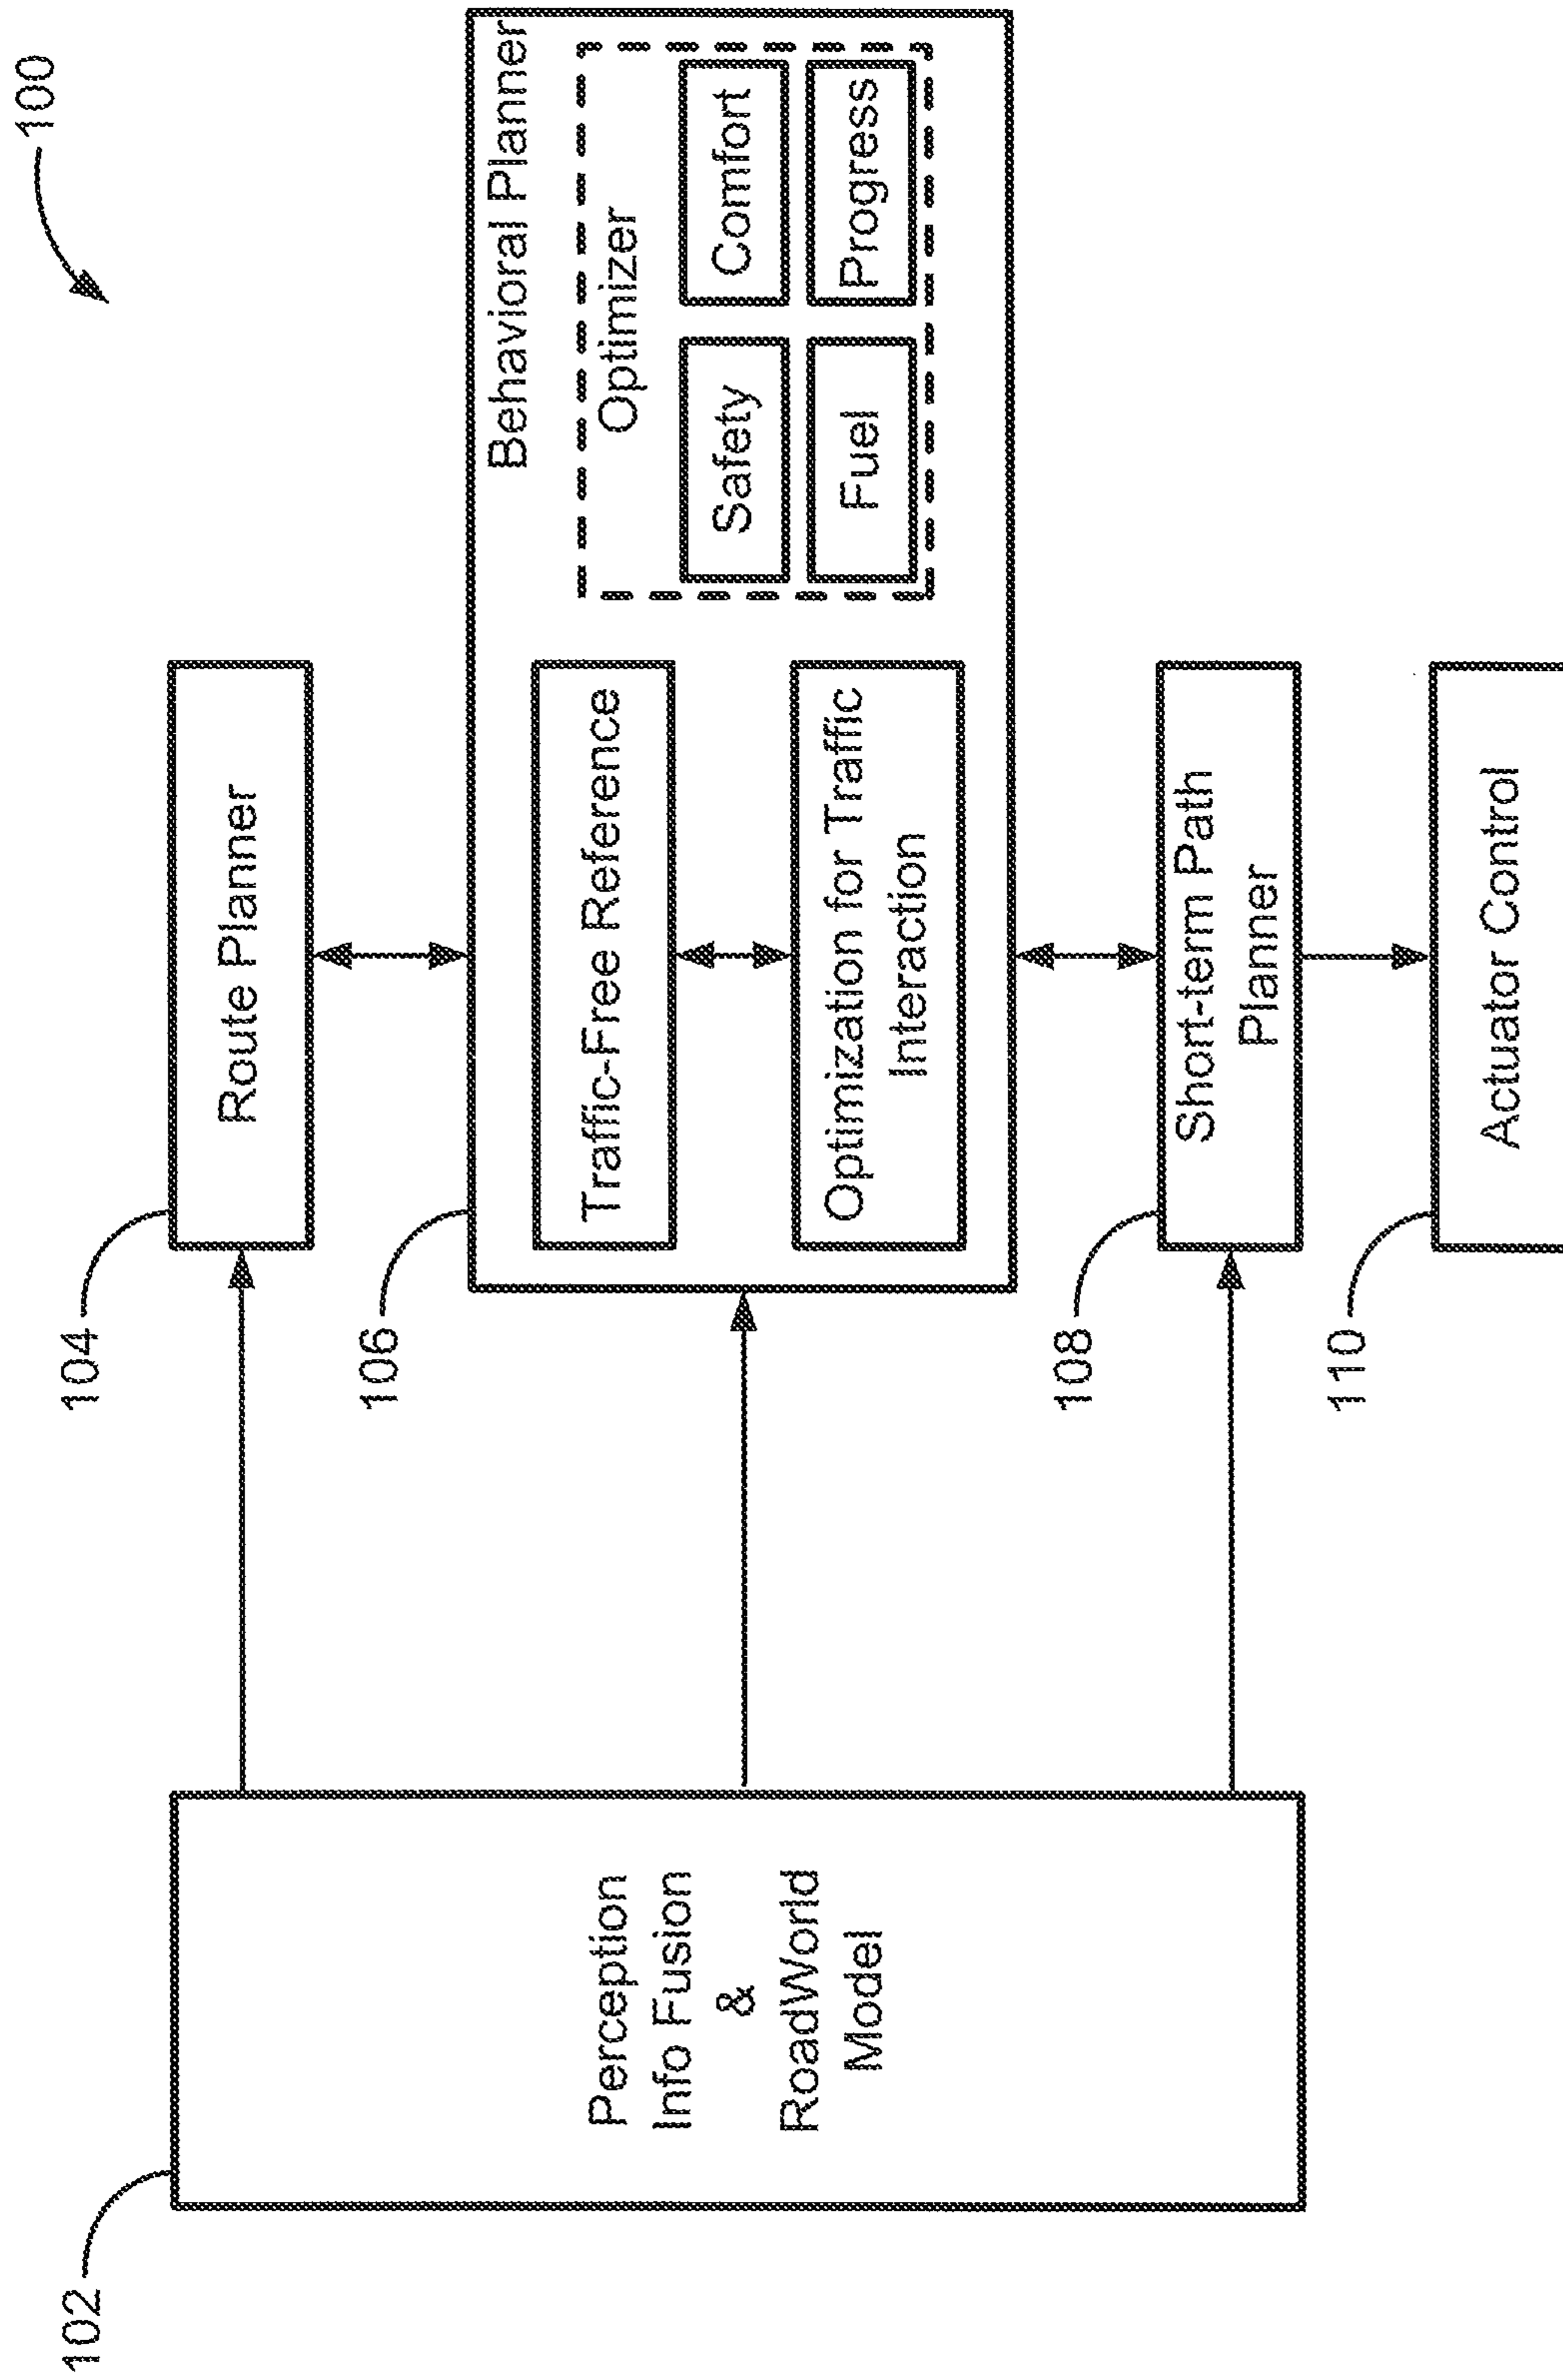 100
104
Route Planner
106
Behavioral Planner
Traffic-Free Reference
Optimizer
Safety
Comfort
Fuel
Progress
Optimization for Traffic
Interaction
102
Perception
Info Fusion
&
RoadWorld
Model
108
Short-term Path
Planner
110
Actuator Control